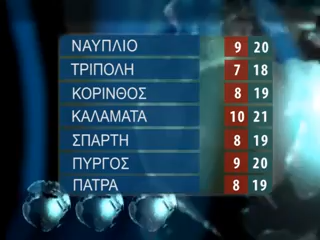 ΝΑΥΠΛΙΟ 9 20
ΤΡΙΠΟΛΗ 7 18
ΚΟΡΙΝΘΟΣ 8 19
ΚΑΛΑΜΑΤΑ 10 21
ΣΠΑΡΤΗ 8 19
ΠΥΡΓΟΣ 9 20
ΠΑΤΡΑ 8 19